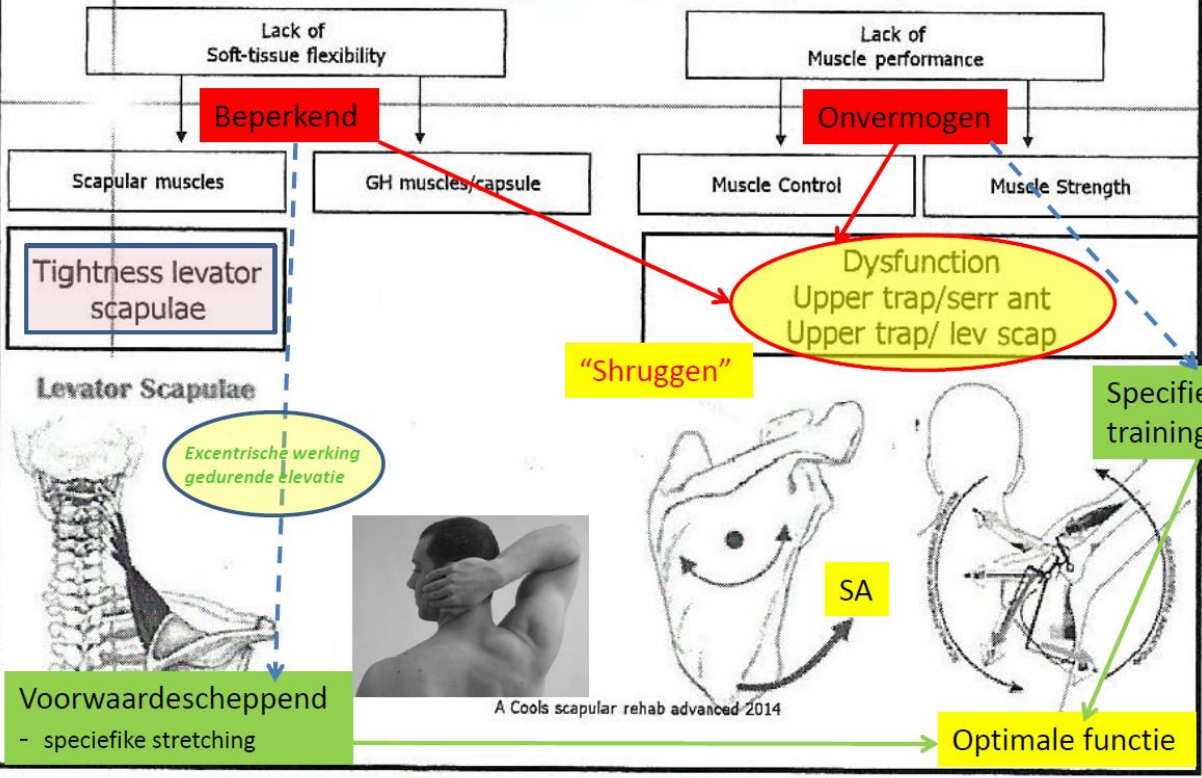 Lack of
Soft-tissue flexibility
Lack of
Muscle performance
Beperkend
Onvermogen
Scapular muscles
GH muscles/capsule
Muscle Control
Muscle Strength
Tightness levator
scapulae
Dysfunction
Upper trap/serr ant
Upper trap/ lev scap
"Shruggen"
Levator Scapulae
Excentrische werking
gedurende elevatie
Specifie
training
SA
Voorwaardescheppend
- speciefike stretching
A Cools scapular rehab advanced 2014
Optimale functie